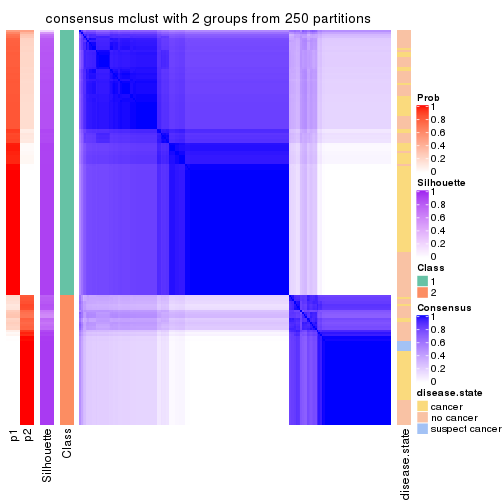 consensus mclust with 2 groups from 250 partitions
Prob
1
0.8
0.6
0.4
0.2
0
Silhouette
1
0.8
0.6
0.4
0.2
0
Class
1
2
Consensus
1
0.8
0.6
0.4
0.2
0
disease.state
cancer
no cancer
suspect cancer
p1
p2
Silhouette
Class
disease.state